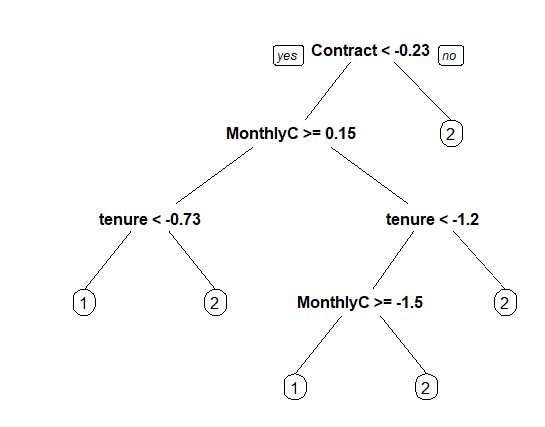 yes Contract < -0.23 no
MonthlyC >= 0.15 2
tenure < -0.73 tenure < -1.2
1 2 MonthlyC >= -1.5 2
1 2